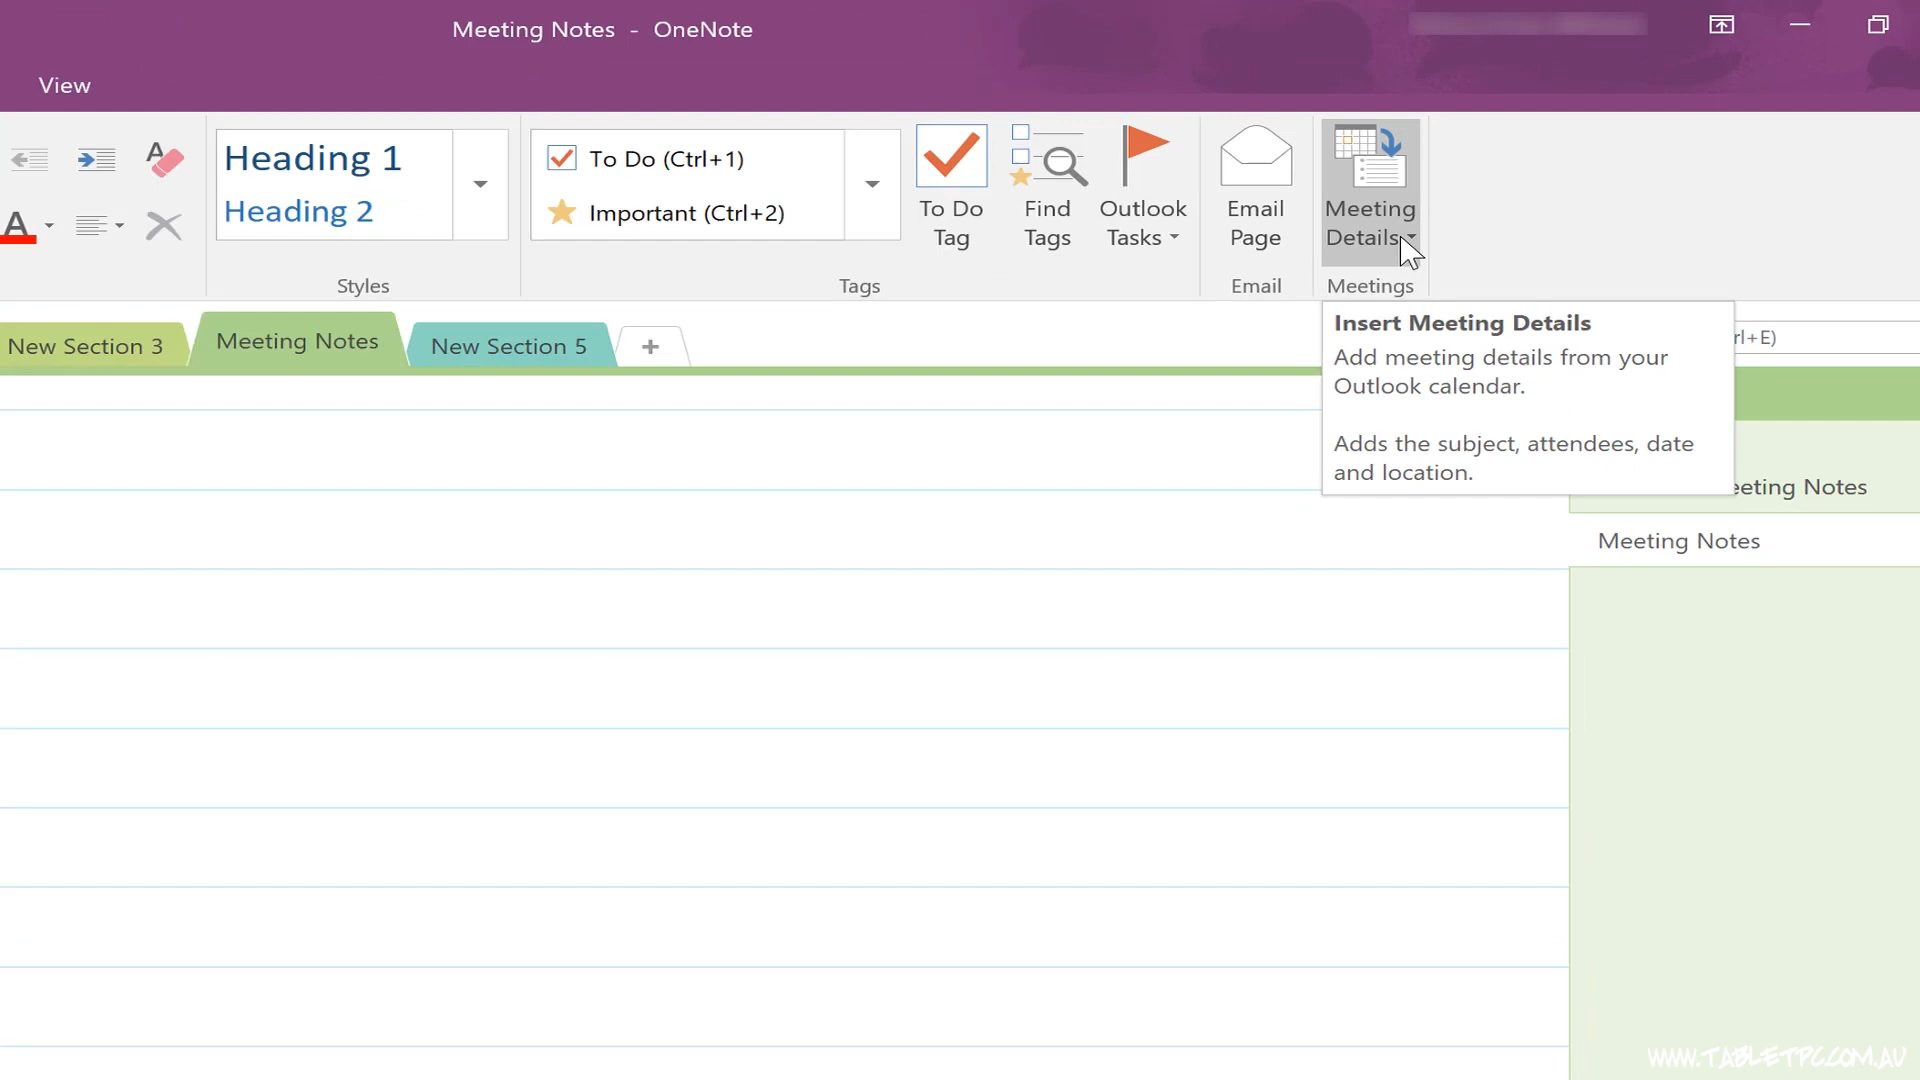 Meeting Notes - OneNote
View
Heading 1
Heading 2
Styles
To Do (Ctrl+1)
Important (Ctrl+2)
To Do
Tag
Find
Tags
Outlook
Tasks
Tags
Email
Page
Email
Meeting
Details
Meetings
New Section 3
Meeting Notes
New Section 5
rl+E)
Insert Meeting Details
Add meeting details from your
Outlook calendar.
Adds the subject, attendees, date
and location.
eeting Notes
Meeting Notes
WWW.TABLETPC.COM.AU